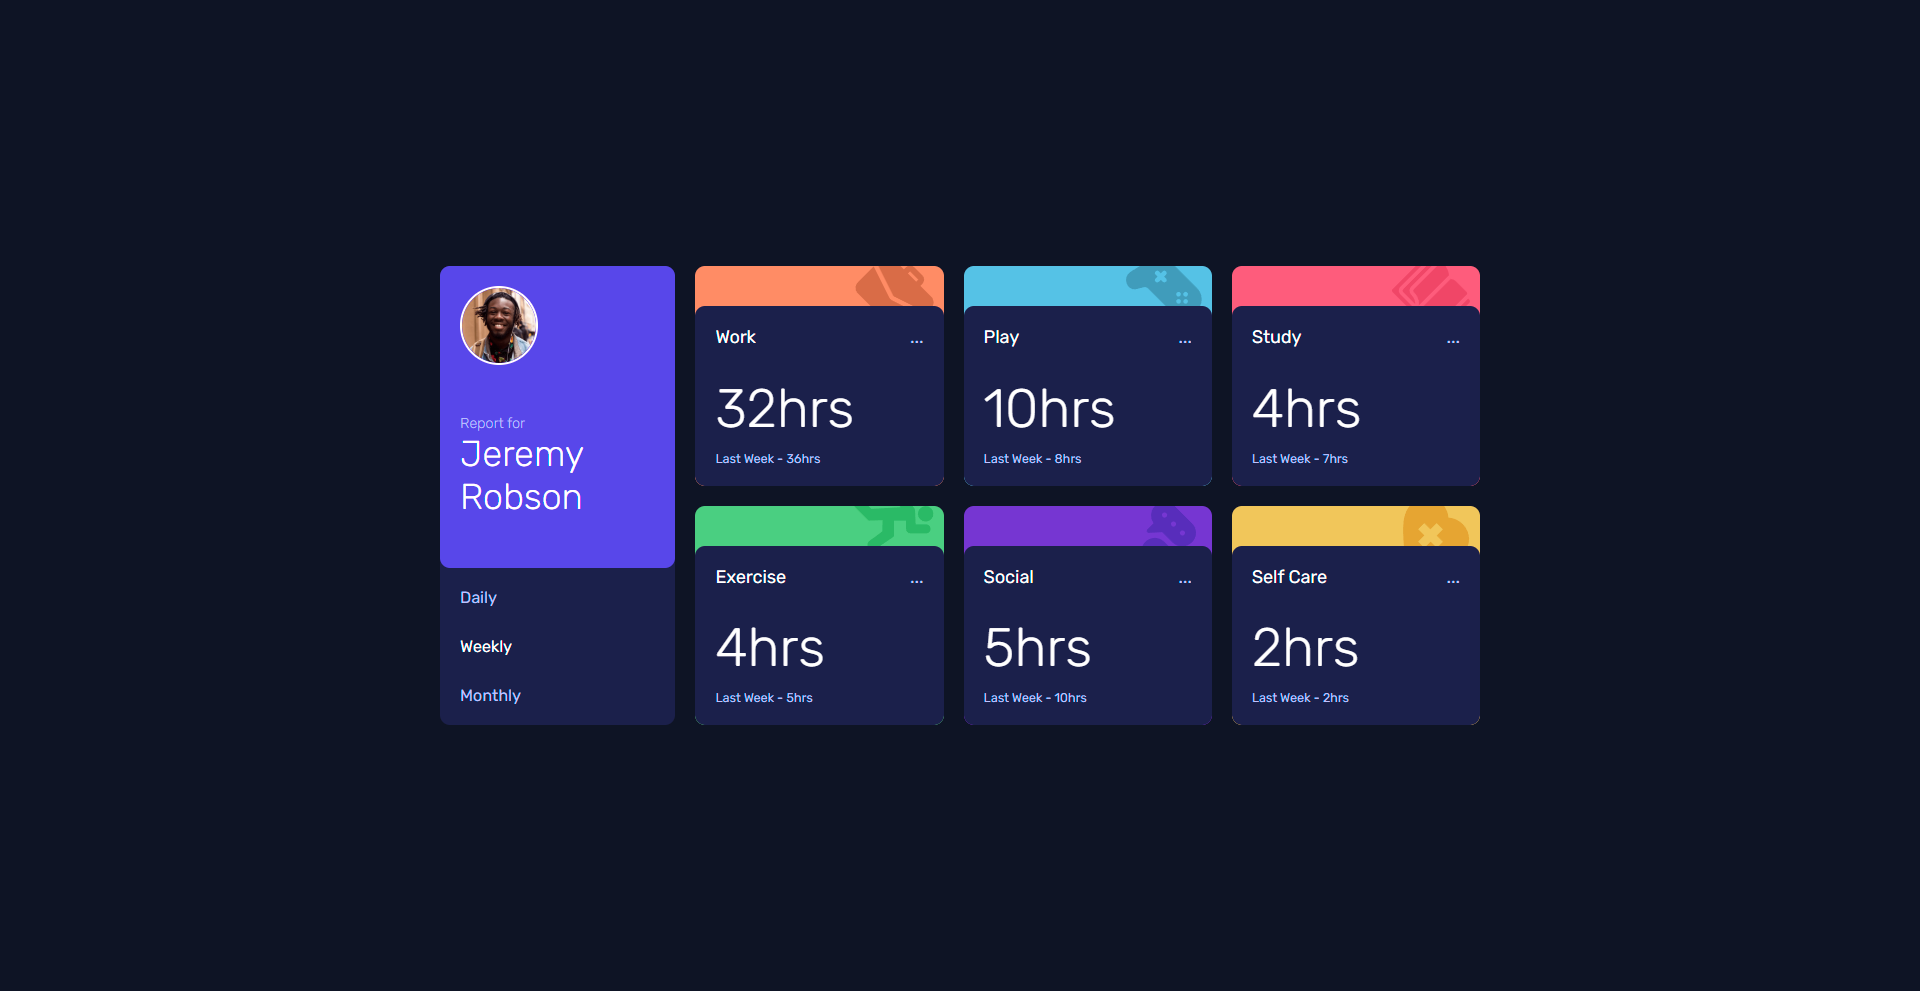 Report for
Jeremy
Robson
Daily
Weekly
Monthly
Work ...
32hrs
Last Week - 36hrs
Play ...
10hrs
Last Week - 8hrs
Study ...
4hrs
Last Week - 7hrs
Exercise ...
4hrs
Last Week - 5hrs
Social ...
5hrs
Last Week - 10hrs
Self Care ...
2hrs
Last Week - 2hrs